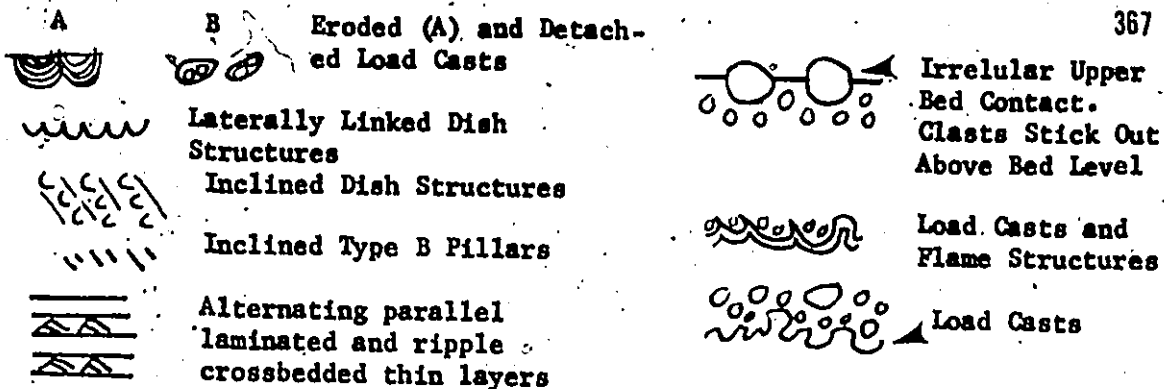 367
A B Eroded (A) and Detach-
ed Load Casts
Laterally Linked Dish
Structures
Inclined Dish Structures
Inclined Type B Pillars
Alternating parallel
laminated and ripple
crossbedded thin layers
Irrelular Upper
Bed Contact.
Clasts Stick Out
Above Bed Level
Load Casts and
Flame Structures
Load Casts